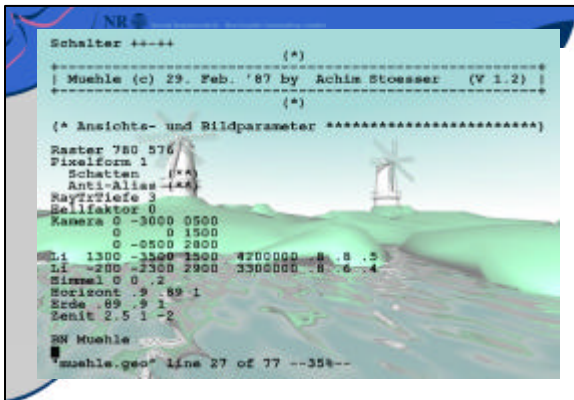 NR
Schalter ++-++
(*)
+------------------------------------------------------+
| Muehle (c) 29. Feb. '87 by Achim Stoesser (V 1.2) |
+------------------------------------------------------+
(*)
(* Ansichts- und Bildparameter ************************)
Raster 780 576
Pixelform 1
Schatten (**)
Anti-Alias (**)
RayTrTiefe 3
Hellfaktor 0
Kamera 0 -3000 0500
0 0 1500
0 -0500 2800
Li 1300 -3500 1500 4200000 .8 .8 .5
Li -200 -2300 2900 3300000 .8 .6 .4
Himmel 0 0 .2
Horizont .9 .89 1
Erde .89 .9 1
Zenit 2.5 1 -2
BN Muehle
"muehle.geo" line 27 of 77 --35%--